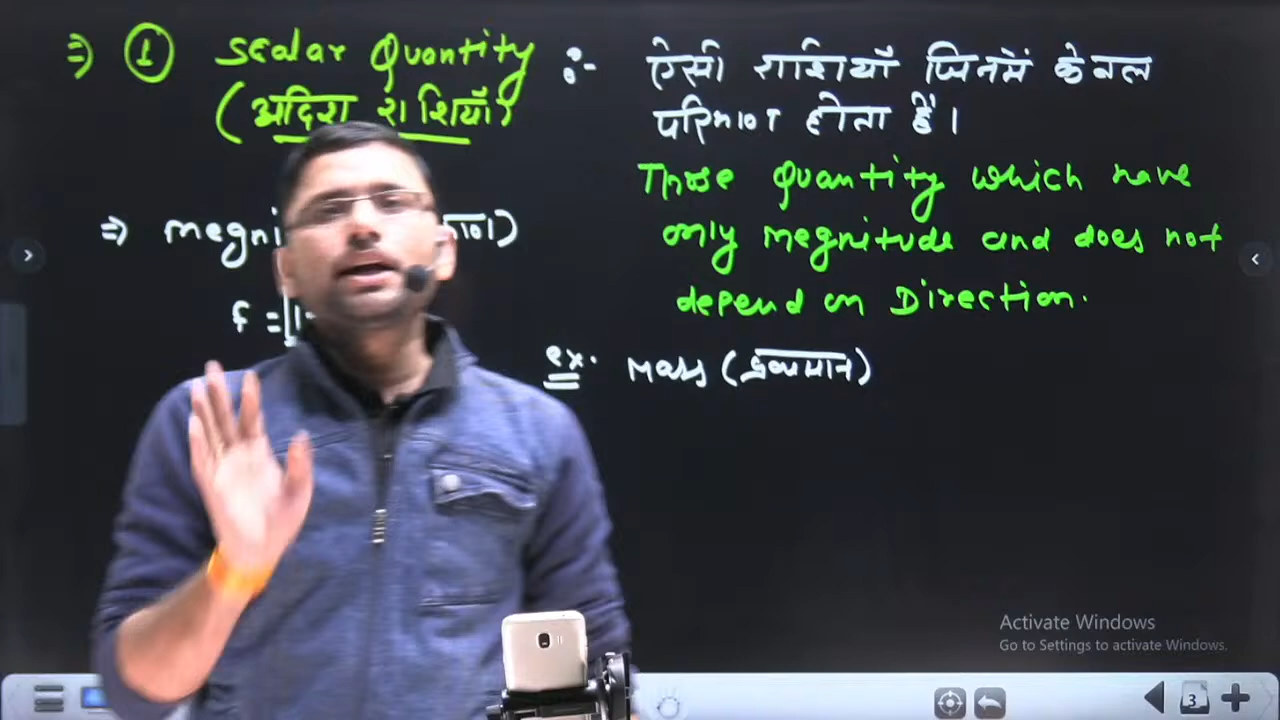 ⇒ ① Scalar Quantity :-
(अदिश राशियाँ)
ऐसी राशियाँ जिनमें केवल
परिमाण होता है।
Those Quantity which have
only megnitude and does not
depend on Direction.
⇒
f =
ex. Mass (द्रव्यमान)
Activate Windows
Go to Settings to activate Windows.
3